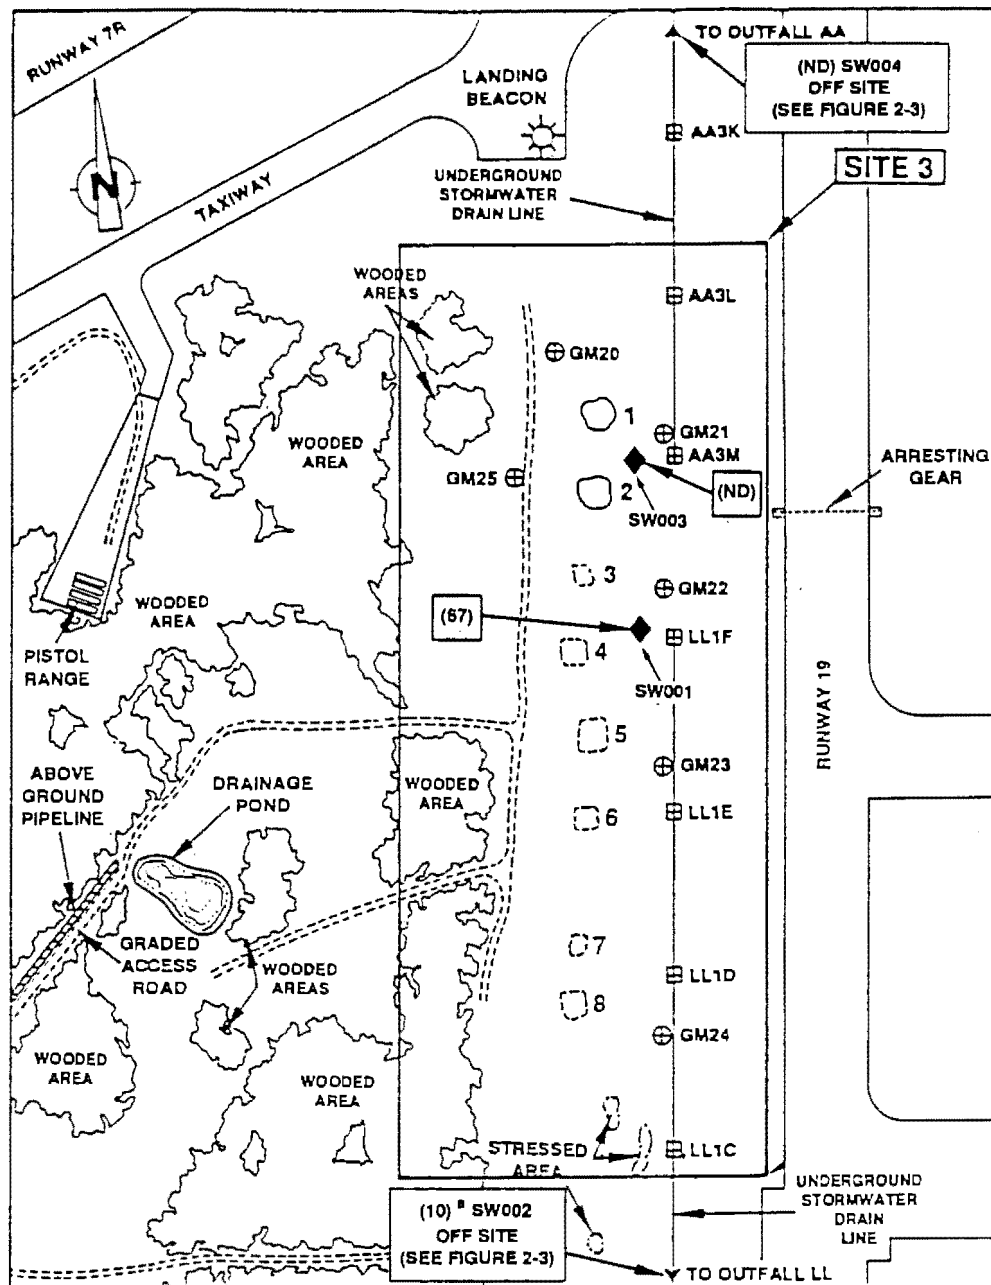 RUNWAY 7R
TO OUTFALL AA
(ND) SW004
OFF SITE
(SEE FIGURE 2-3)
LANDING
BEACON
AA3K
SITE 3
N
TAXIWAY
UNDERGROUND
STORMWATER
DRAIN LINE
WOODED
AREAS
AA3L
GM20
1
GM21
WOODED
AREA
AA3M
ARRESTING
GEAR
GM25
2
(ND)
SW003
3
GM22
WOODED
AREA
(67)
LL1F
4
PISTOL
RANGE
SW001
RUNWAY 19
5
ABOVE
GROUND
PIPELINE
DRAINAGE
POND
WOODED
AREA
GM23
6
LL1E
GRADED
ACCESS
ROAD
WOODED
AREAS
7
LL1D
8
GM24
WOODED
AREA
WOODED
AREA
STRESSED
AREA
LL1C
(10) SW002
OFF SITE
(SEE FIGURE 2-3)
UNDERGROUND
STORMWATER
DRAIN
LINE
TO OUTFALL LL